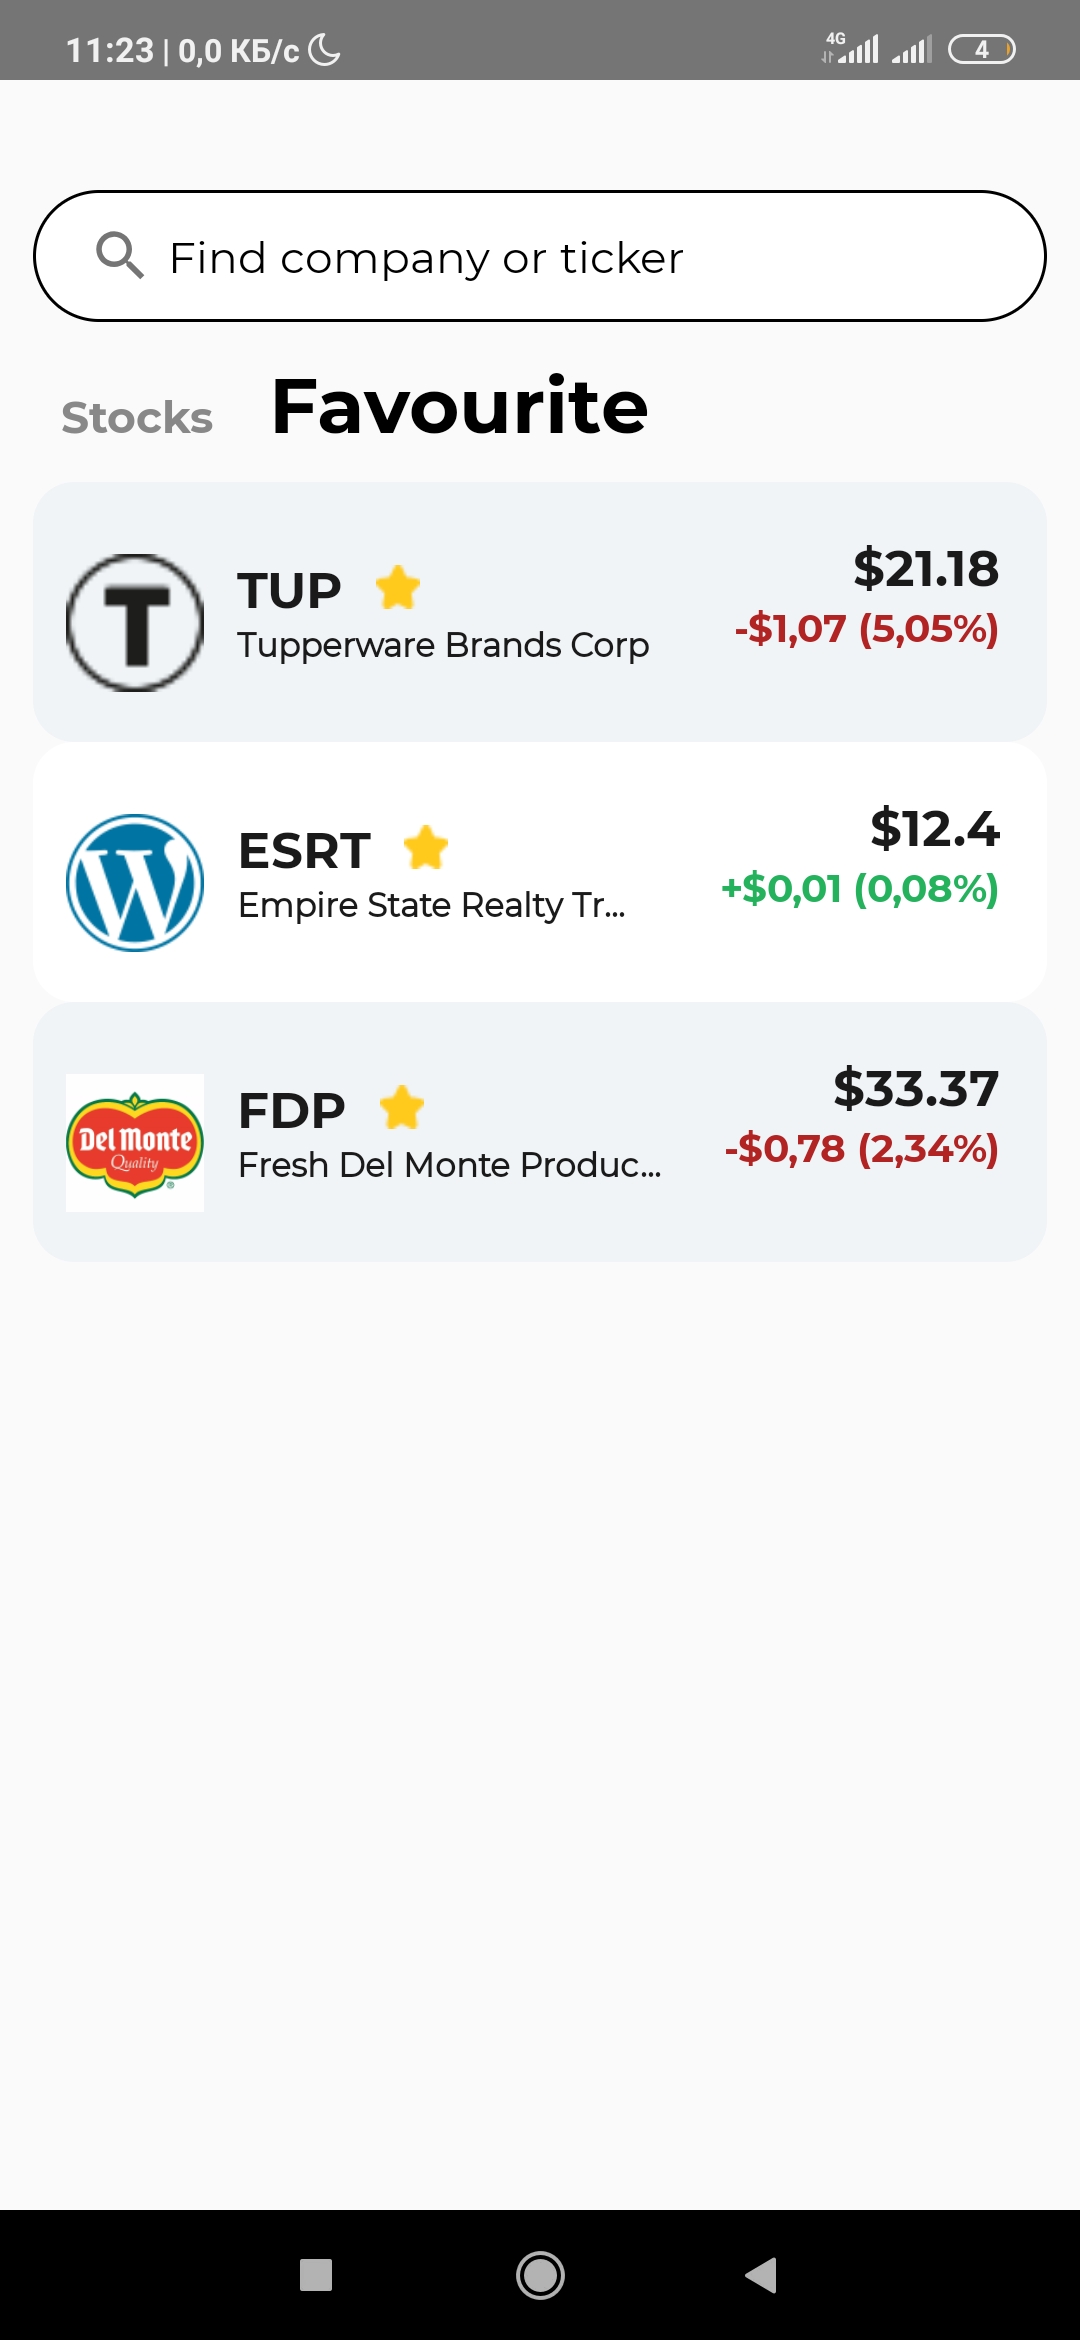 11:23 | 0,0 КБ/с
4G
4
Find company or ticker
Stocks
Favourite
T
TUP
Tupperware Brands Corp
$21.18
-$1,07 (5,05%)
W
ESRT
Empire State Realty Tr...
$12.4
+$0,01 (0,08%)
Del Monte
Quality
®
FDP
Fresh Del Monte Produc...
$33.37
-$0,78 (2,34%)